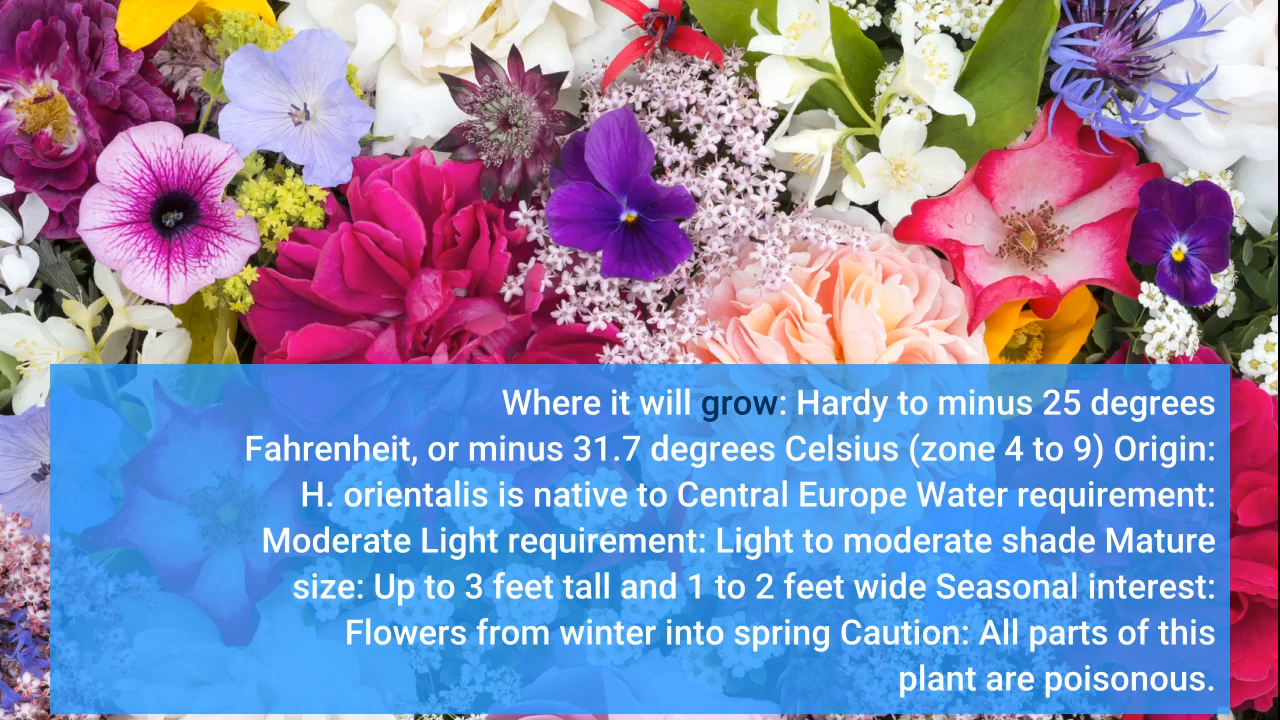 Where it will grow: Hardy to minus 25 degrees
Fahrenheit, or minus 31.7 degrees Celsius (zone 4 to 9) Origin:
H. orientalis is native to Central Europe Water requirement:
Moderate Light requirement: Light to moderate shade Mature
size: Up to 3 feet tall and 1 to 2 feet wide Seasonal interest:
Flowers from winter into spring Caution: All parts of this
plant are poisonous.